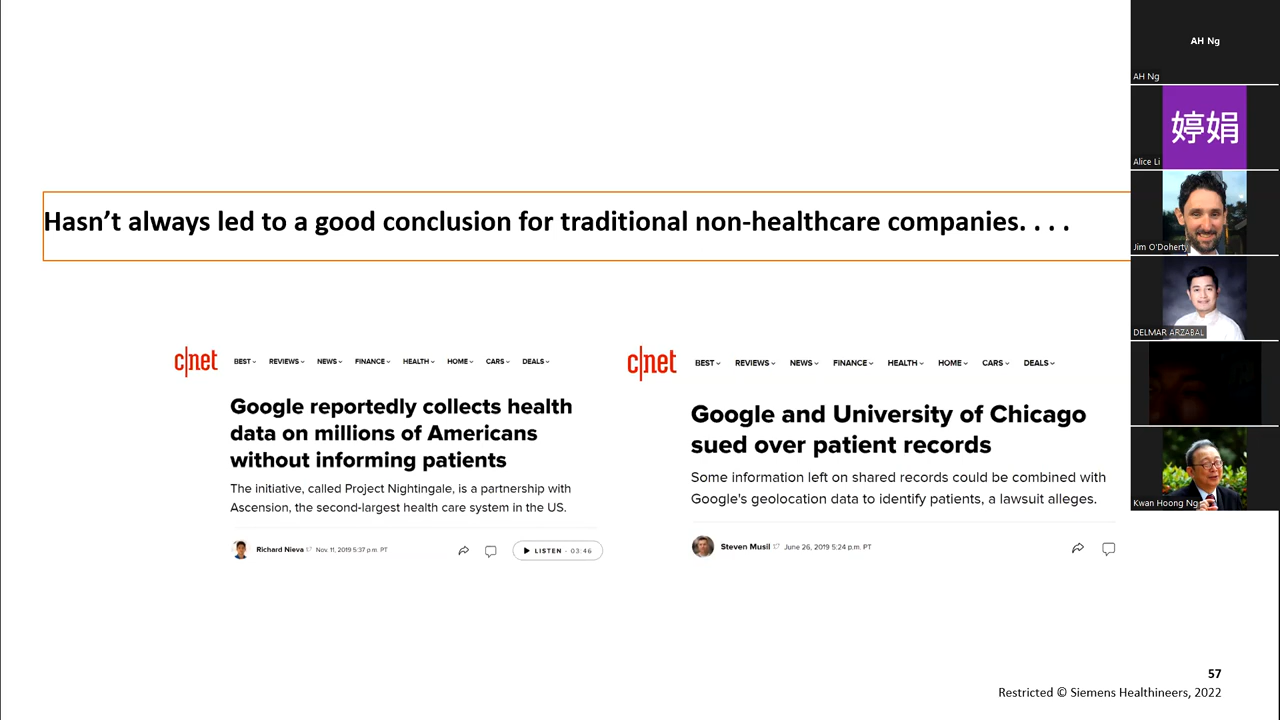 Hasn’t always led to a good conclusion for traditional non-healthcare companies. . . .
c|net BEST REVIEWS NEWS FINANCE HEALTH HOME CARS DEALS
Google reportedly collects health
data on millions of Americans
without informing patients
The initiative, called Project Nightingale, is a partnership with
Ascension, the second-largest health care system in the US.
Richard Nieva Nov. 11, 2019 5:37 p.m. PT
LISTEN - 03:46
c|net BEST REVIEWS NEWS FINANCE HEALTH HOME CARS DEALS
Google and University of Chicago
sued over patient records
Some information left on shared records could be combined with
Google's geolocation data to identify patients, a lawsuit alleges.
Steven Musil June 26, 2019 5:24 p.m. PT
57
Restricted © Siemens Healthineers, 2022
AH Ng
AH Ng
婷娟
Alice Li
Jim O'Doherty
DELMAR ARZABAL
Kwan Hoong Ng